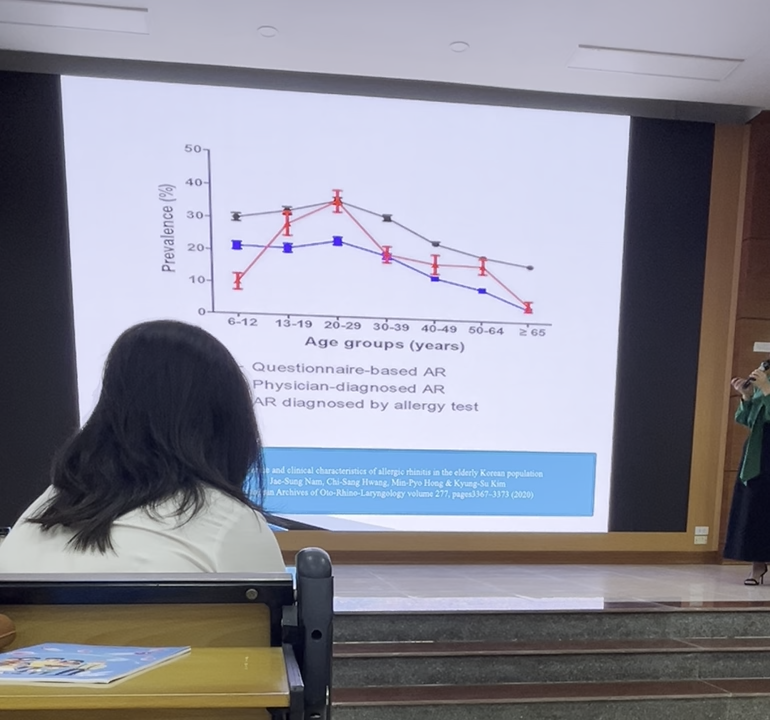 50
40
30
20
10
0
Prevalence (%)
6-12 13-19 20-29 30-39 40-49 50-64 ≥ 65
Age groups (years)
Questionnaire-based AR
Physician-diagnosed AR
AR diagnosed by allergy test
and clinical characteristics of allergic rhinitis in the elderly Korean population
Jae-Sung Nam, Chi-Sang Hwang, Min-Pyo Hong & Kyung-Su Kim
Archives of Oto-Rhino-Laryngology volume 277, pages3367–3373 (2020)